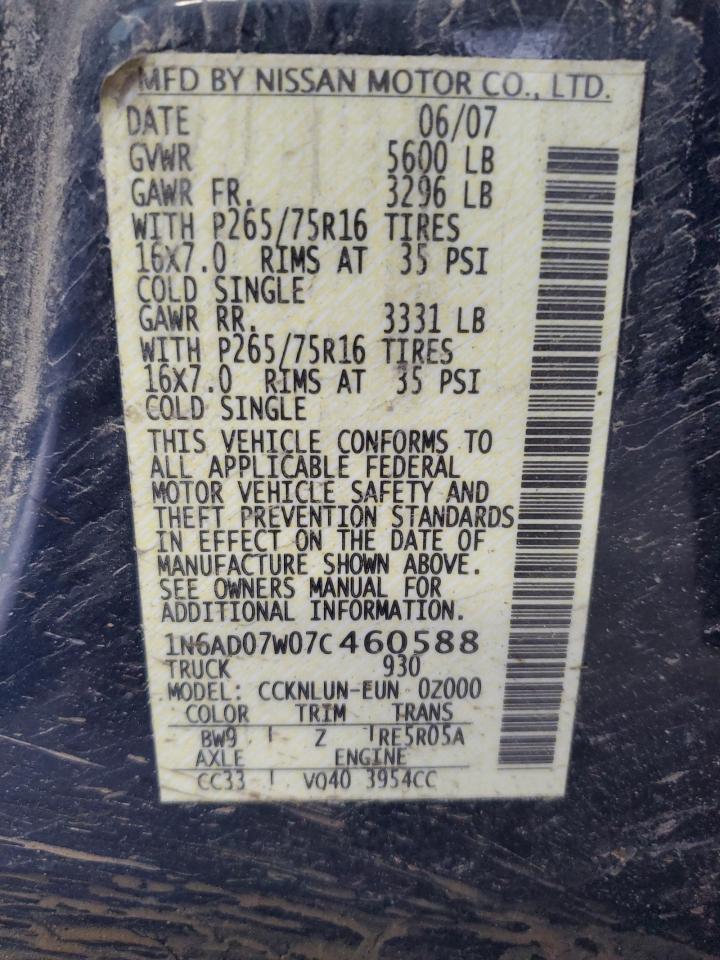 MFD BY NISSAN MOTOR CO., LTD.
DATE 06/07
GVWR 5600 LB
GAWR FR. 3296 LB
WITH P265/75R16 TIRES
16X7.0 RIMS AT 35 PSI
COLD SINGLE
GAWR RR. 3331 LB
WITH P265/75R16 TIRES
16X7.0 RIMS AT 35 PSI
COLD SINGLE
THIS VEHICLE CONFORMS TO
ALL APPLICABLE FEDERAL
MOTOR VEHICLE SAFETY AND
THEFT PREVENTION STANDARDS
IN EFFECT ON THE DATE OF
MANUFACTURE SHOWN ABOVE.
SEE OWNERS MANUAL FOR
ADDITIONAL INFORMATION.
1N6AD07W07C460588
TRUCK 930
MODEL: CCKNLUN-EUN 0Z000
COLOR TRIM TRANS
BW9 Z RE5R05A
AXLE ENGINE
CC33 VQ40 3954CC